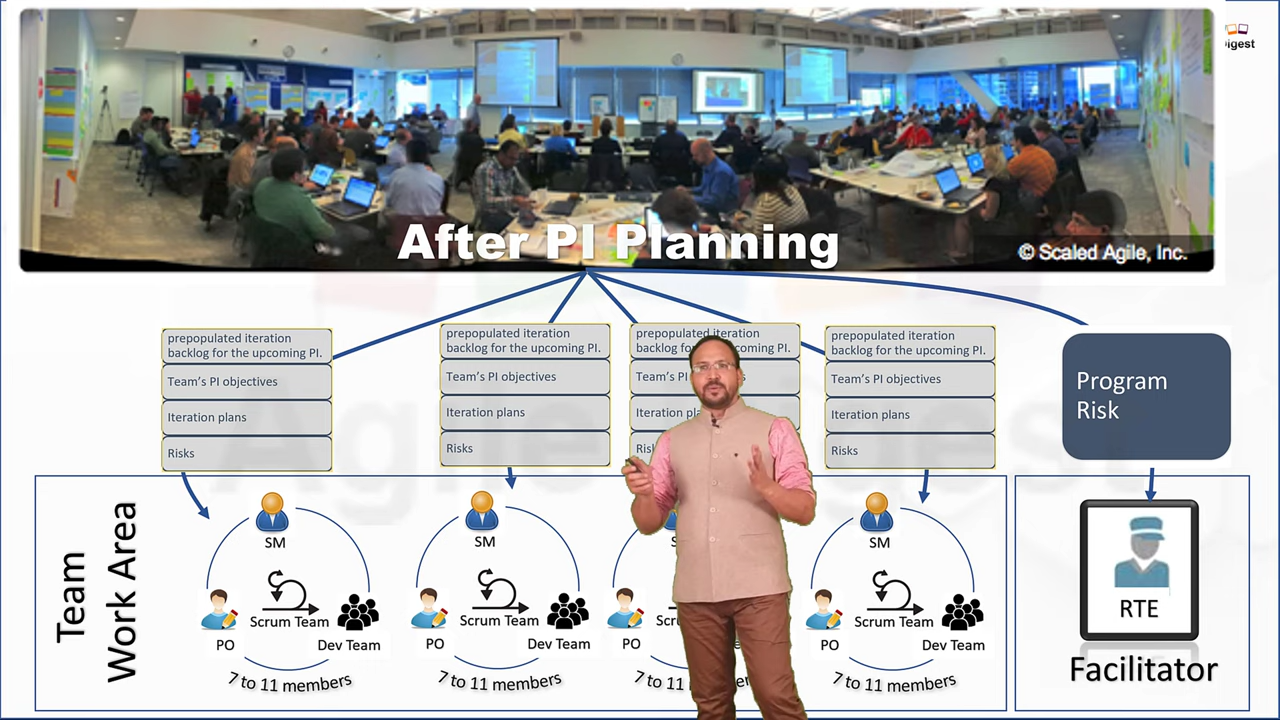 Digest
After PI Planning
© Scaled Agile, Inc.
prepopulated iteration
backlog for the upcoming PI.
Team's PI objectives
Iteration plans
Risks
prepopulated iteration
backlog for the upcoming PI.
Team's PI objectives
Iteration plans
Risks
prepopulated iteration
backlog upcoming PI.
Team's PI
Iteration
prepopulated iteration
backlog for the upcoming PI.
Team's PI objectives
Iteration plans
Risks
Program
Risk
Team
Work Area
SM
Scrum Team
PO
Dev Team
7 to 11 members
SM
Scrum Team
PO
Dev Team
7 to 11 members
PO
7 to 11
SM
Scrum Team
PO
Dev Team
7 to 11 members
RTE
Facilitator